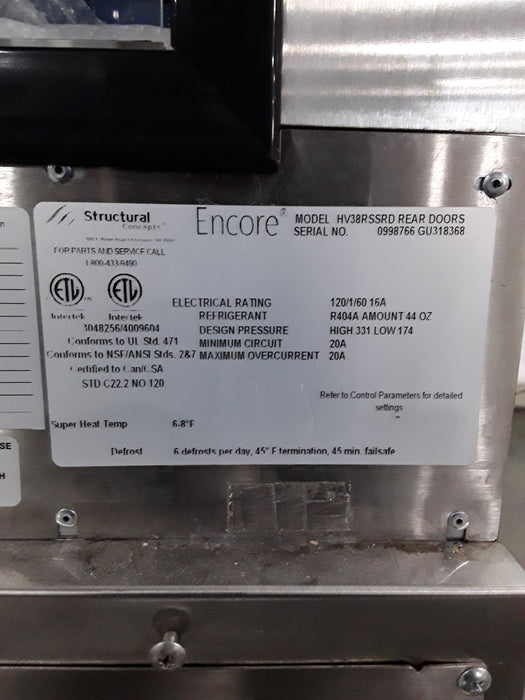 Structural
Concepts
Encore®
MODEL HV38RSSRD REAR DOORS
SERIAL NO. 0998766 GU318368
FOR PARTS AND SERVICE CALL
1-800-433-9490
ETL us ETL
Intertek Intertek
3048256/4009604
Conforms to UL Std. 471
Conforms to NSF/ANSI Stds. 2&7
Certified to Can/CSA
STD C22.2 NO 120
ELECTRICAL RATING 120/1/60 16A
REFRIGERANT R404A AMOUNT 44 OZ
DESIGN PRESSURE HIGH 331 LOW 174
MINIMUM CIRCUIT 20A
MAXIMUM OVERCURRENT 20A
Refer to Control Parameters for detailed
settings
Super Heat Temp 6-8°F
Defrost 6 defrosts per day, 45° F termination, 45 min. failsafe
SE
H